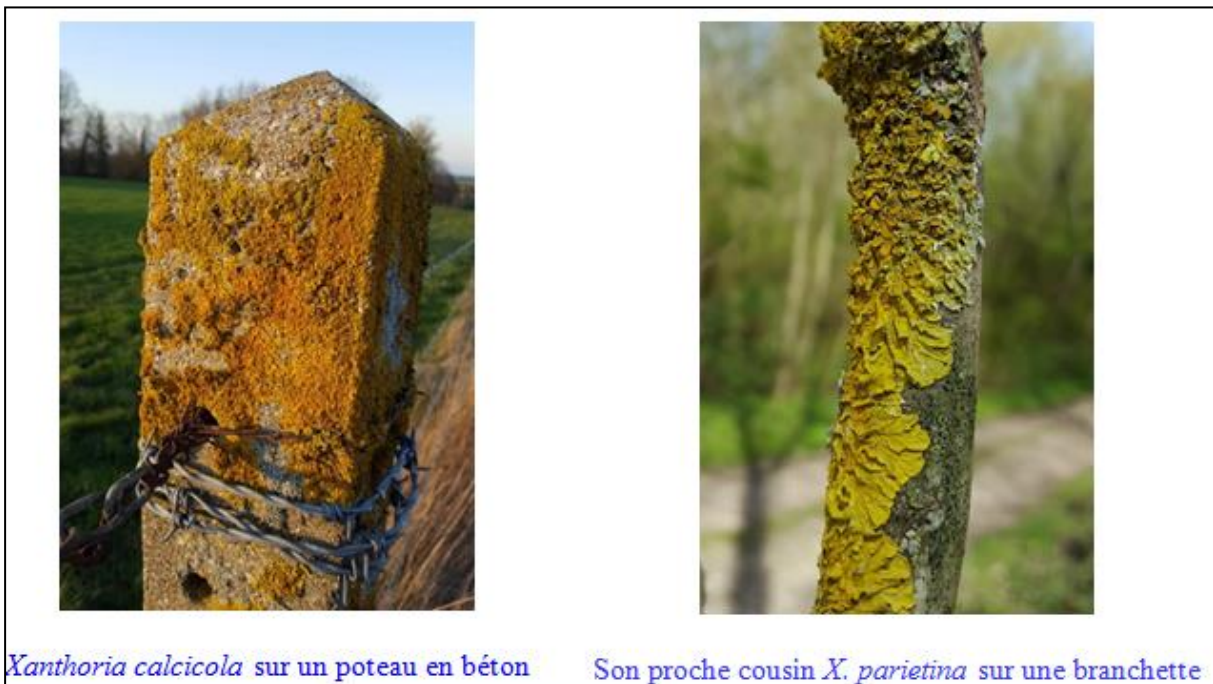 Xanthoria calcicola sur un poteau en béton
Son proche cousin X. parietina sur une branchette